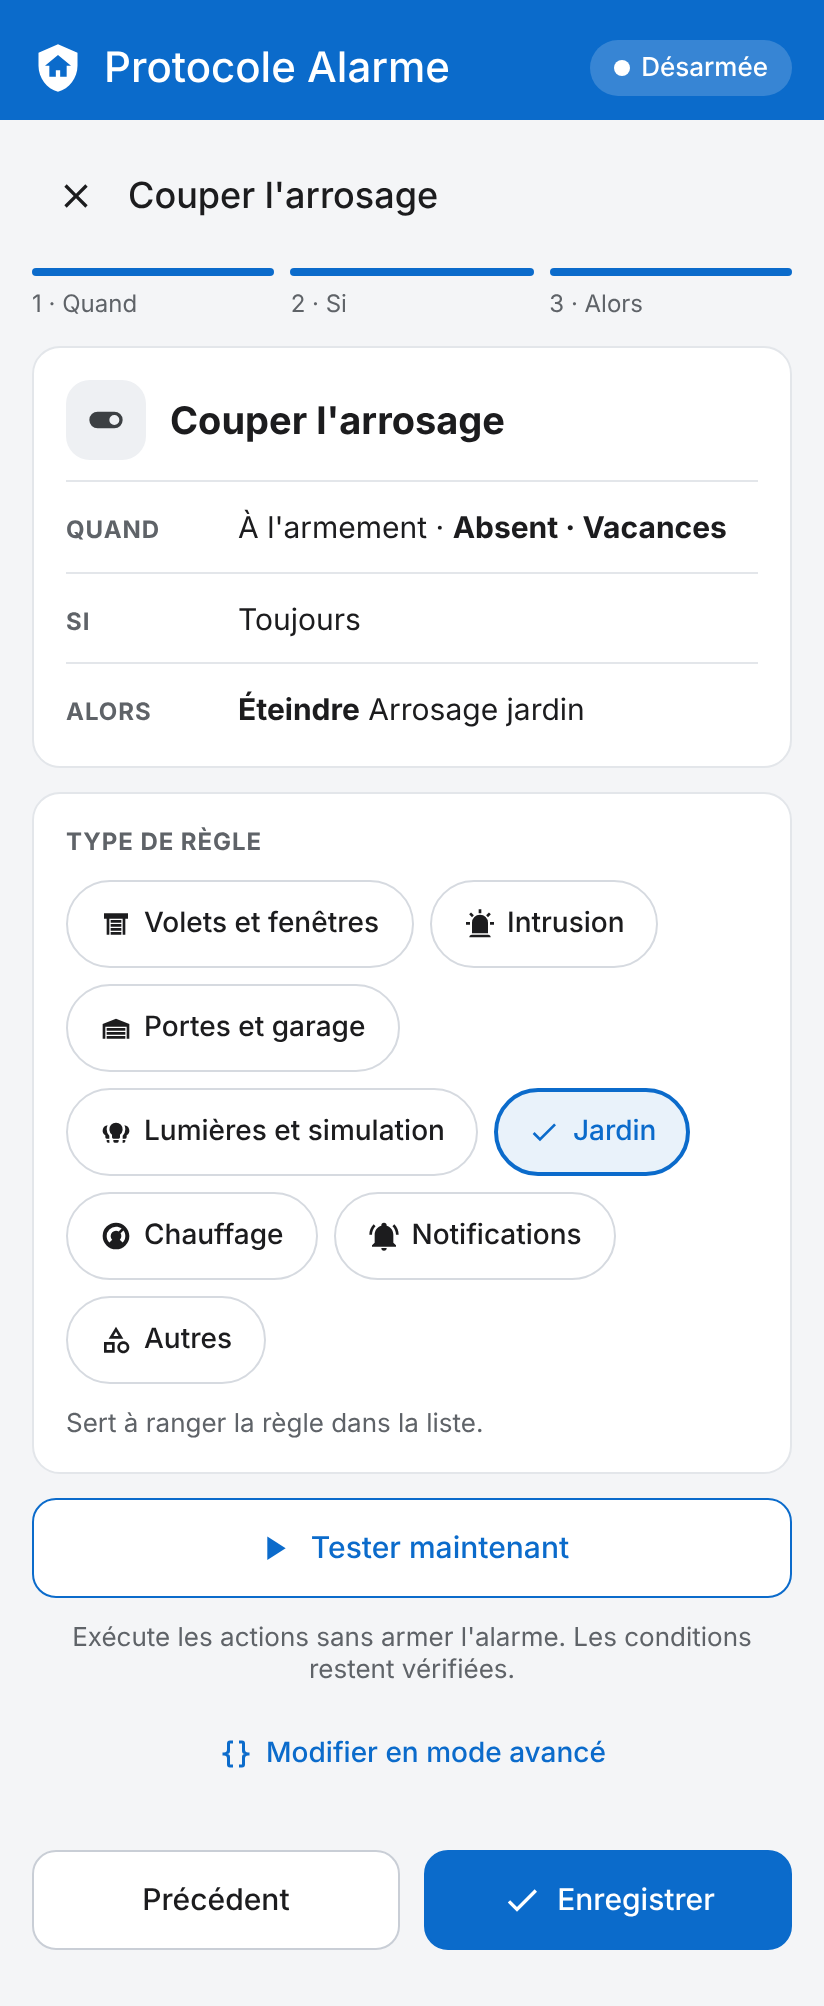 Protocole Alarme
Désarmée
Couper l'arrosage
1 · Quand
2 · Si
3 · Alors
Couper l'arrosage
QUAND
À l'armement · Absent · Vacances
SI
Toujours
ALORS
Éteindre Arrosage jardin
TYPE DE RÈGLE
Volets et fenêtres
Intrusion
Portes et garage
Lumières et simulation
Jardin
Chauffage
Notifications
Autres
Sert à ranger la règle dans la liste.
Tester maintenant
Exécute les actions sans armer l'alarme. Les conditions
restent vérifiées.
{} Modifier en mode avancé
Précédent
Enregistrer